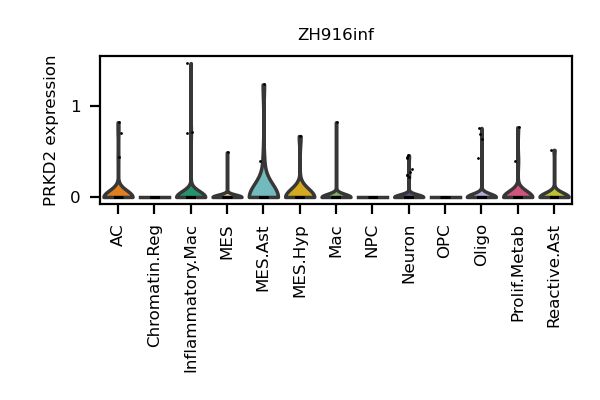 ZH916inf
PRKD2 expression
1
0
AC
Chromatin.Reg
Inflammatory.Mac
MES
MES.Ast
MES.Hyp
Mac
NPC
Neuron
OPC
Oligo
Prolif.Metab
Reactive.Ast